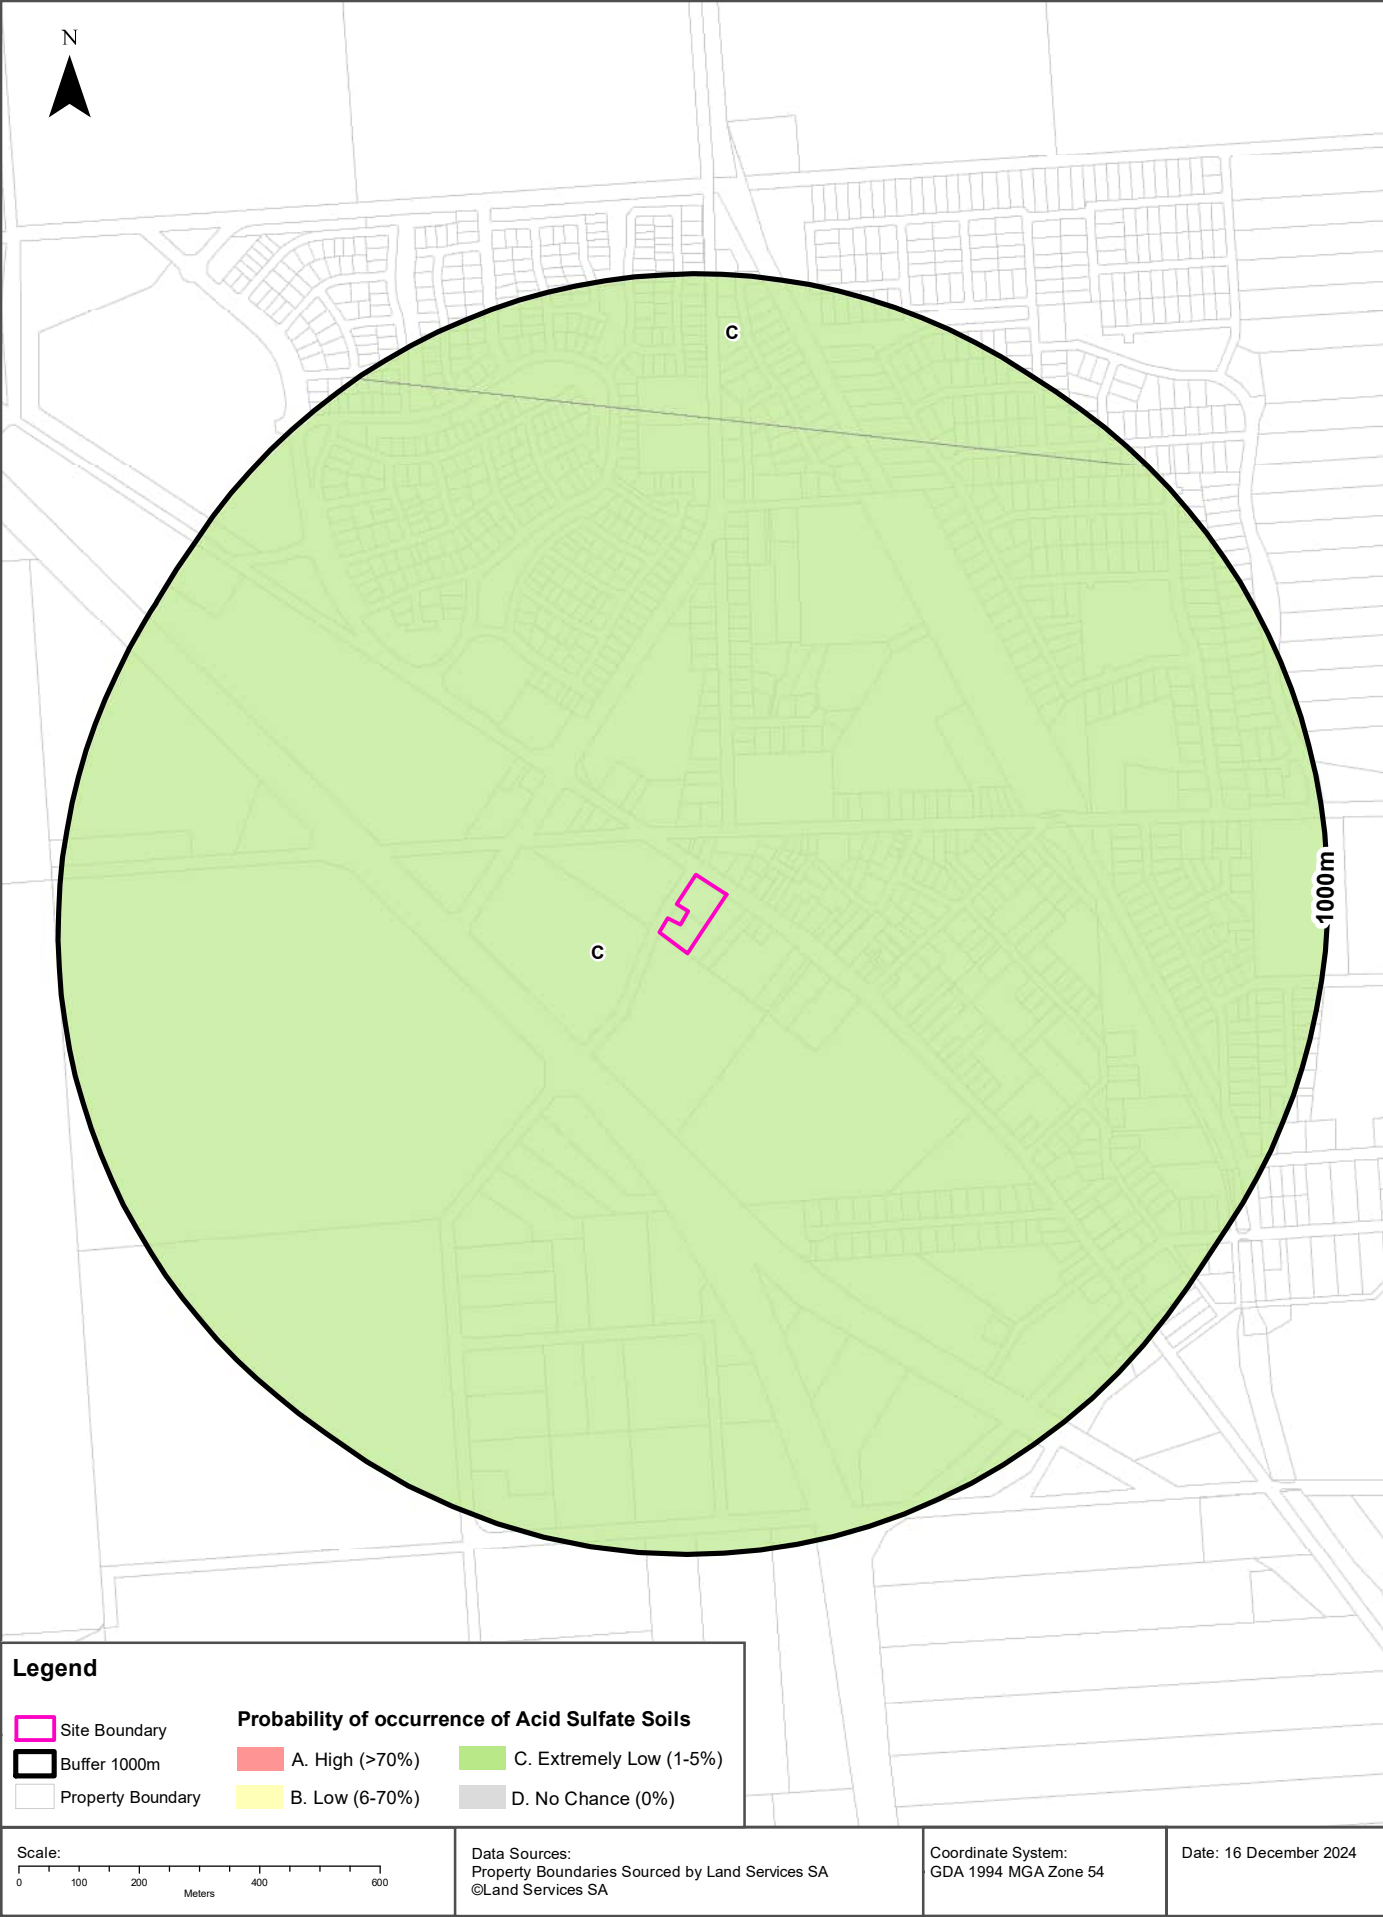 N
C
1000m
C
Legend
Site Boundary
Buffer 1000m
Property Boundary
Probability of occurrence of Acid Sulfate Soils
A. High (>70%)
C. Extremely Low (1-5%)
B. Low (6-70%)
D. No Chance (0%)
Scale:
0 100 200 400 600
Meters
Data Sources:
Property Boundaries Sourced by Land Services SA
©Land Services SA
Coordinate System:
GDA 1994 MGA Zone 54
Date: 16 December 2024